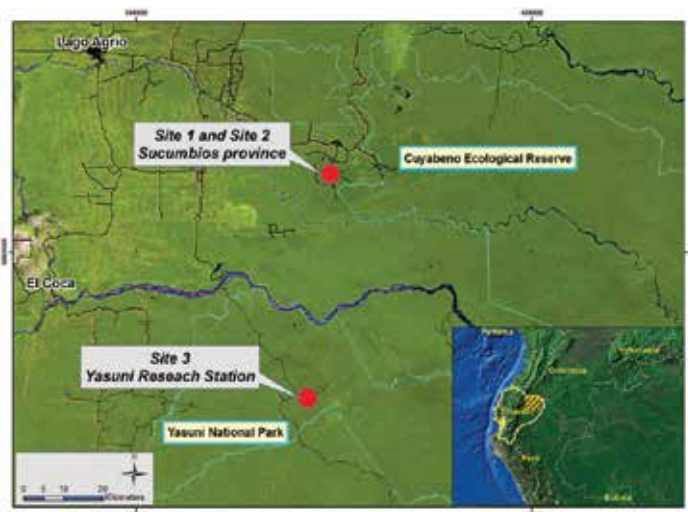 Lago Agrio
Site 1 and Site 2
Sucumbios province
Cuyabeno Ecological Reserve
El Coca
Site 3
Yasuni Reseach Station
Yasuni National Park
Panama
Colombia
Venezuela
Peru
Bolivia
N
0 5 10 20
Kilometers